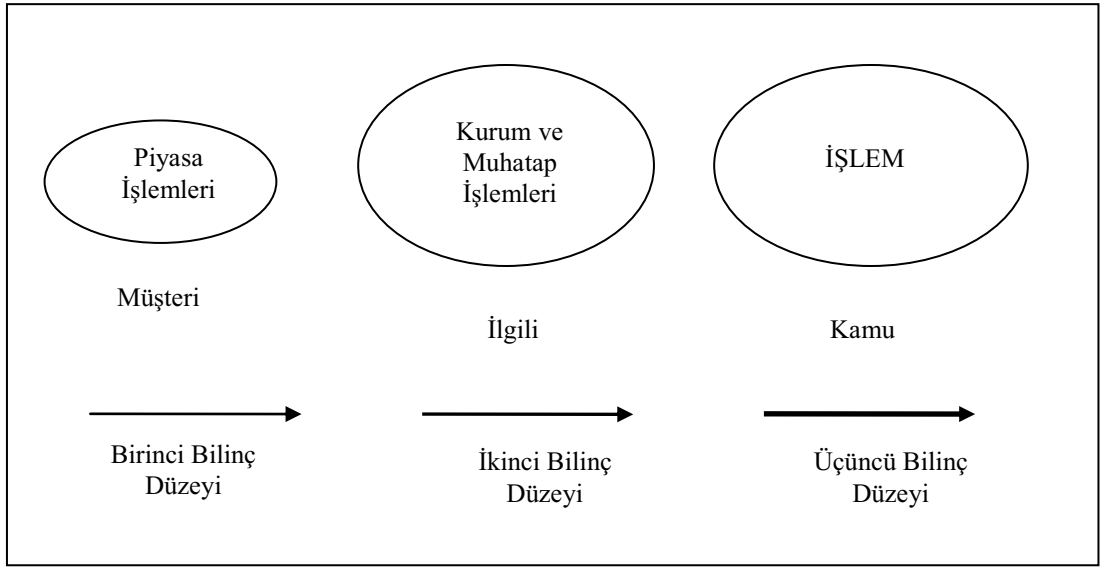 Piyasa
İşlemleri
Kurum ve
Muhatap
İşlemleri
İŞLEM
Müşteri
İlgili
Kamu
Birinci Bilinç
Düzeyi
İkinci Bilinç
Düzeyi
Üçüncü Bilinç
Düzeyi